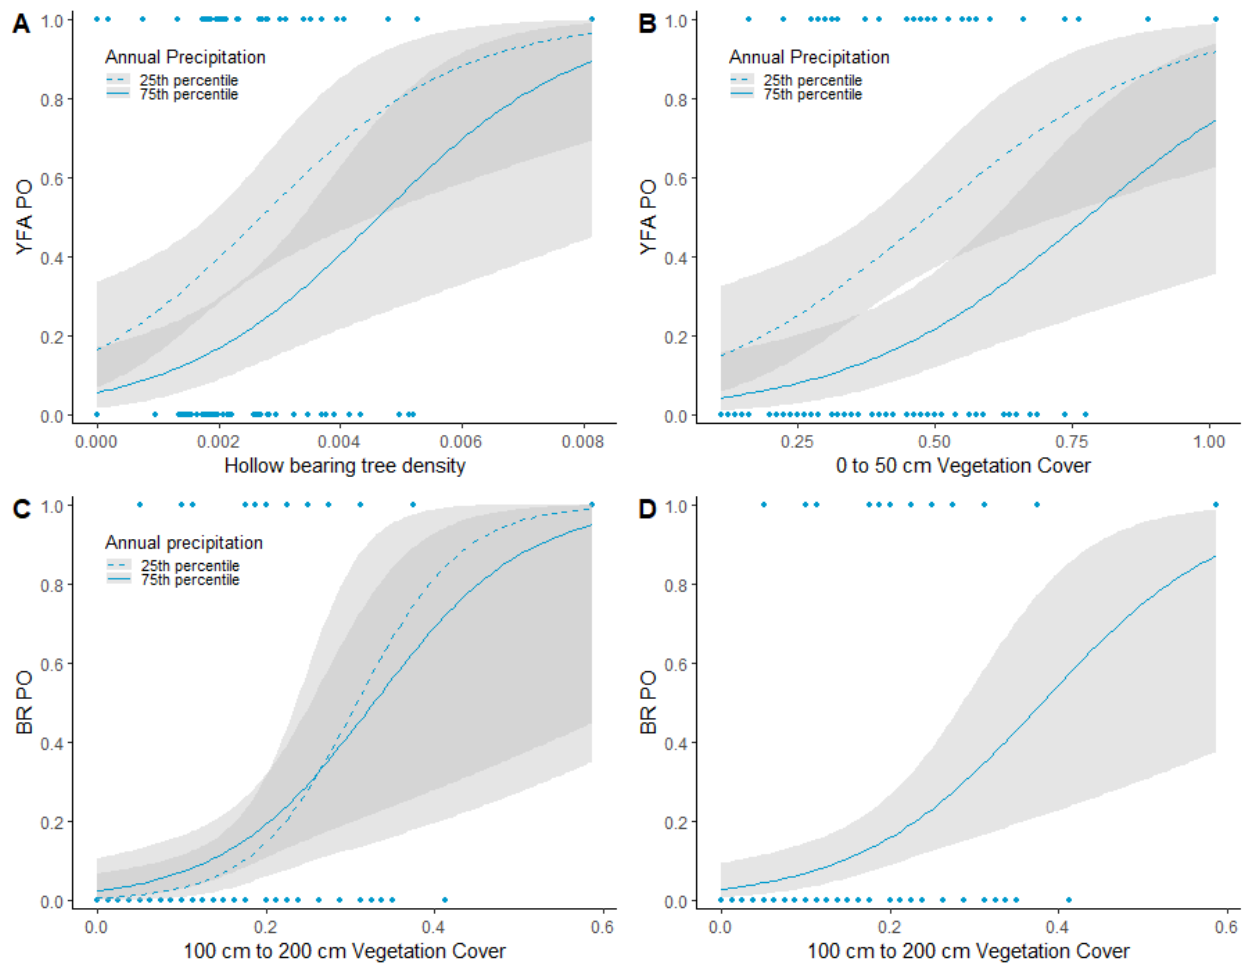 A
Annual Precipitation
25th percentile
75th percentile
YFA PO
1.0
0.8
0.6
0.4
0.2
0.0
0.000 0.002 0.004 0.006 0.008
Hollow bearing tree density
B
Annual Precipitation
25th percentile
75th percentile
YFA PO
1.0
0.8
0.6
0.4
0.2
0.0
0.25 0.50 0.75 1.00
0 to 50 cm Vegetation Cover
C
Annual precipitation
25th percentile
75th percentile
BR PO
1.0
0.8
0.6
0.4
0.2
0.0
0.0 0.2 0.4 0.6
100 cm to 200 cm Vegetation Cover
D
BR PO
1.0
0.8
0.6
0.4
0.2
0.0
0.0 0.2 0.4 0.6
100 cm to 200 cm Vegetation Cover